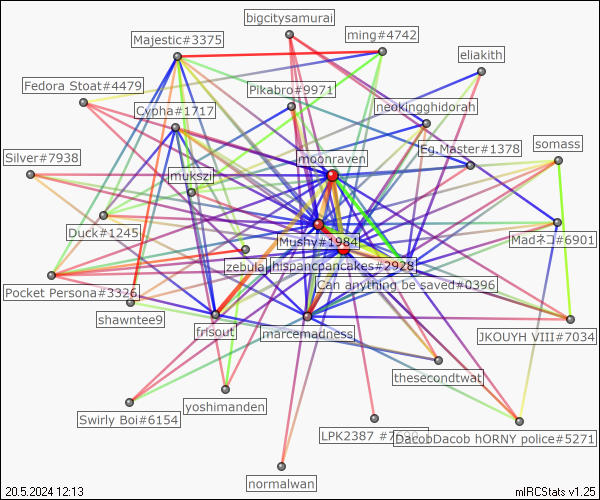 bigcitysamurai
ming#4742
Majestic#3375
eliakith
Fedora Stoat#4479
Pikabro#9971
neokingghidorah
Cypha#1717
somass
Eg.Master#1378
Silver#7938
moonraven
mukszi
Duck#1245
Mushy#1984
Madネコ#6901
zebula
hispancpancakes#2928
Can anything be saved#0396
Pocket Persona#3326
shawntee9
frisout
marcemadness
JKOUYH VIII#7034
thesecondtwat
yoshimanden
Swirly Boi#6154
LPK2387
DacobDacob hORNY police#5271
normalwan
20.5.2024 12:13
mIRCStats v1.25